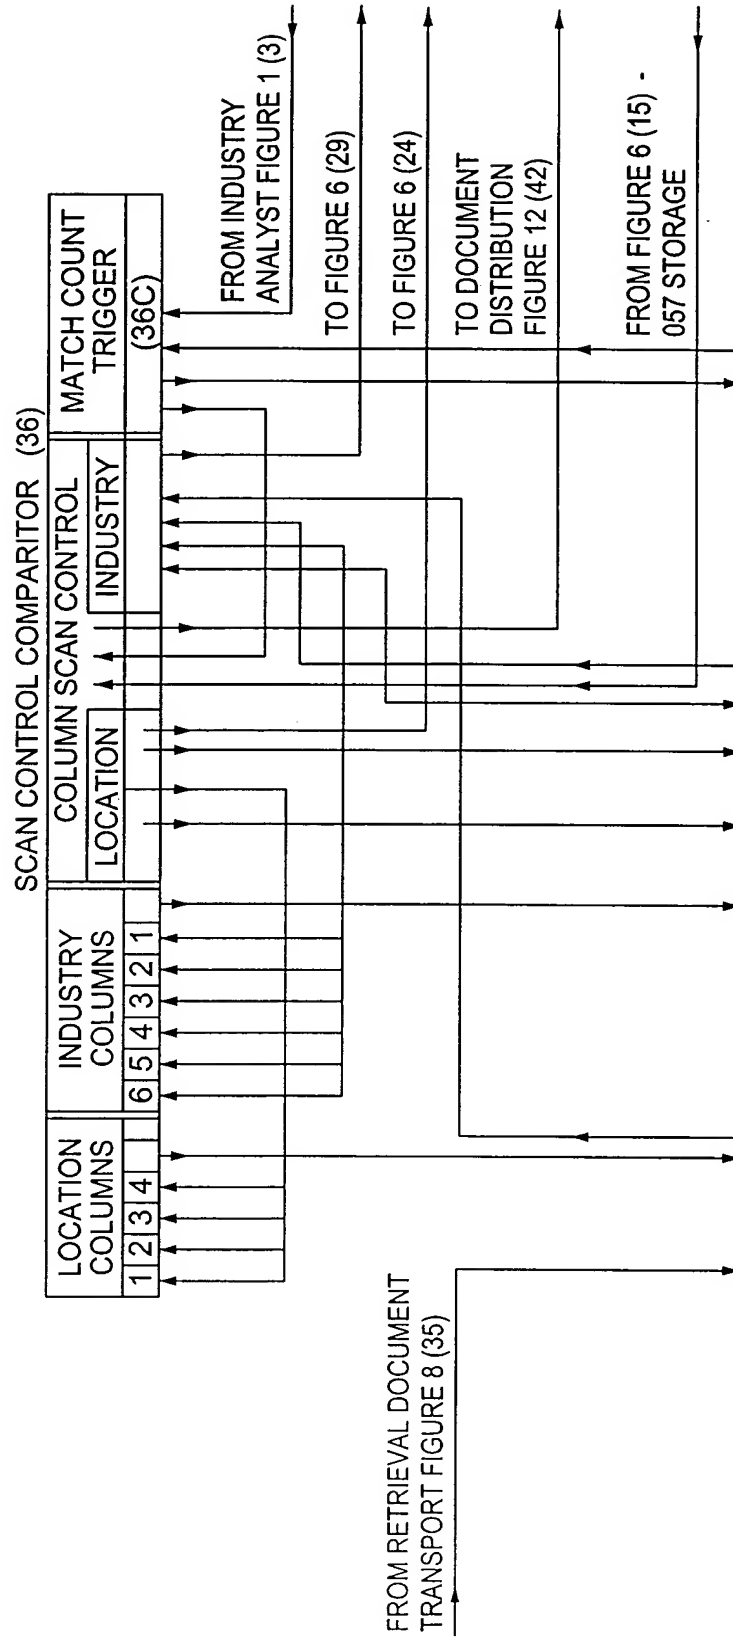 SCAN CONTROL COMPARITOR (36)
LOCATION
COLUMNS
1 2 3 4
INDUSTRY
COLUMNS
6 5 4 3 2 1
COLUMN SCAN CONTROL
LOCATION
INDUSTRY
MATCH COUNT
TRIGGER
(36C)
FROM INDUSTRY
ANALYST FIGURE 1 (3)
TO FIGURE 6 (29)
TO FIGURE 6 (24)
TO DOCUMENT
DISTRIBUTION
FIGURE 12 (42)
FROM FIGURE 6 (15) -
057 STORAGE
FROM RETRIEVAL DOCUMENT
TRANSPORT FIGURE 8 (35)